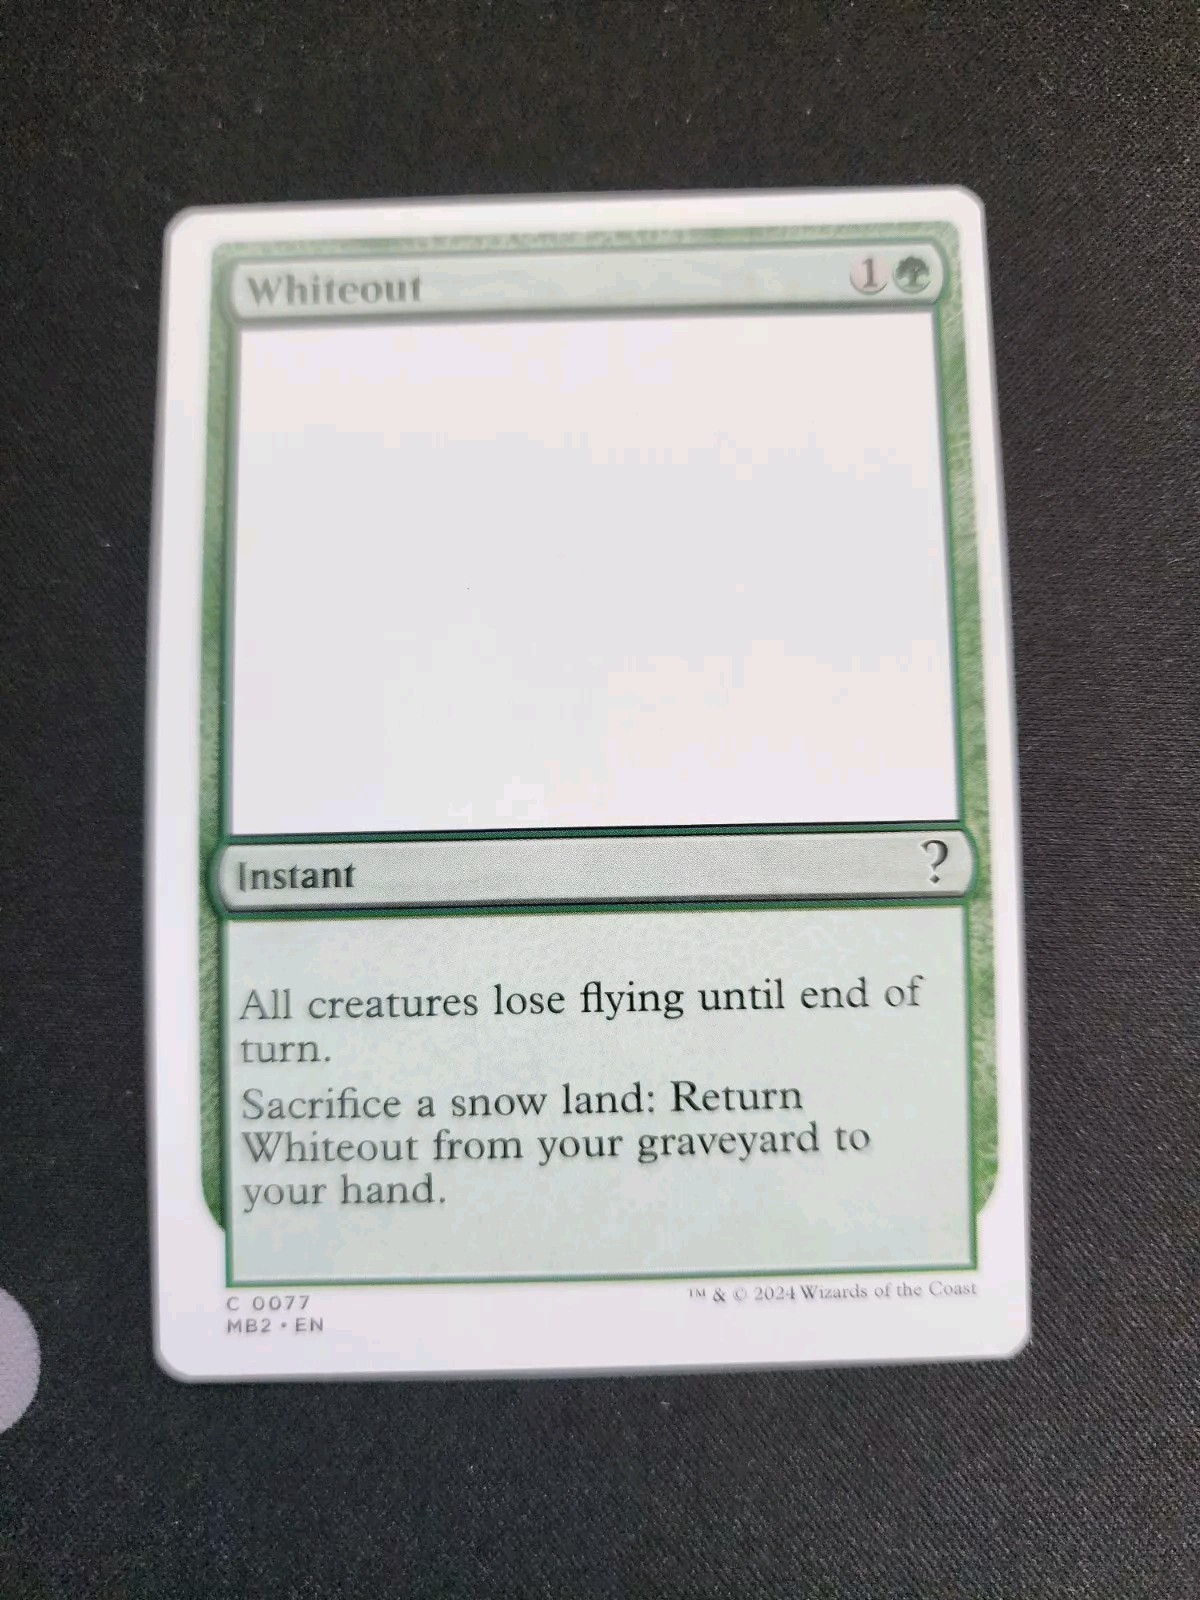 Whiteout 1
Instant ?
All creatures lose flying until end of
turn.
Sacrifice a snow land: Return
Whiteout from your graveyard to
your hand.
C 0077
MB2 • EN
™ & © 2024 Wizards of the Coast